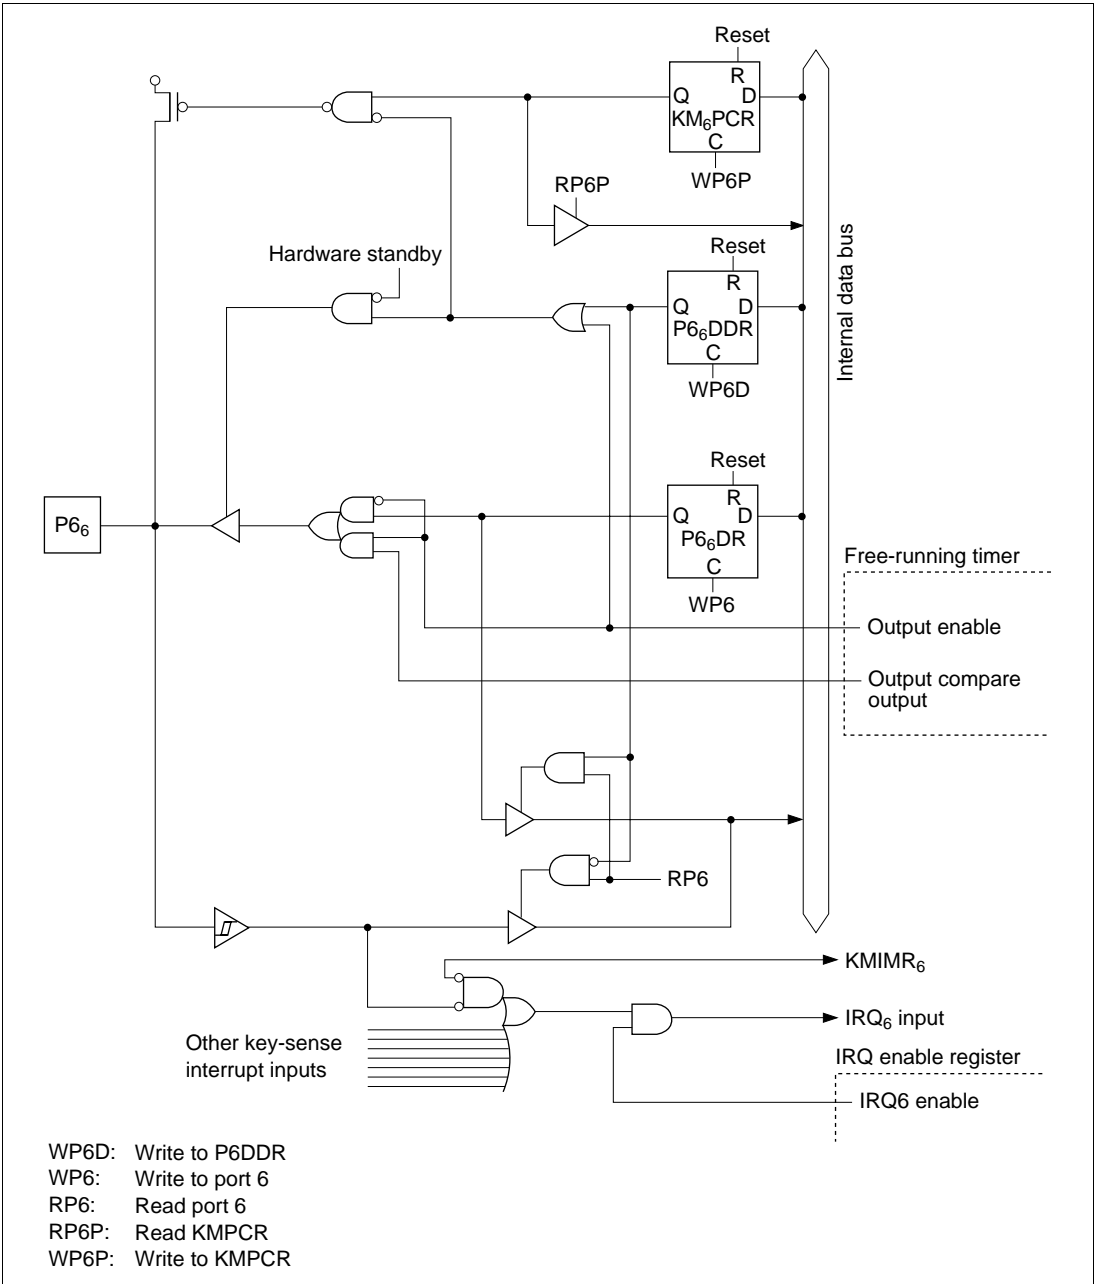 Reset
R
Q D
KM₆PCR
C
WP6P
RP6P
Reset
Hardware standby
R
Q D
P6₆DDR
C
WP6D
Internal data bus
Reset
R
Q D
P6₆DR
C
WP6
P6₆
Free-running timer
Output enable
Output compare
output
RP6
KMIMR₆
IRQ₆ input
Other key-sense
interrupt inputs
IRQ enable register
IRQ6 enable
WP6D: Write to P6DDR
WP6: Write to port 6
RP6: Read port 6
RP6P: Read KMPCR
WP6P: Write to KMPCR